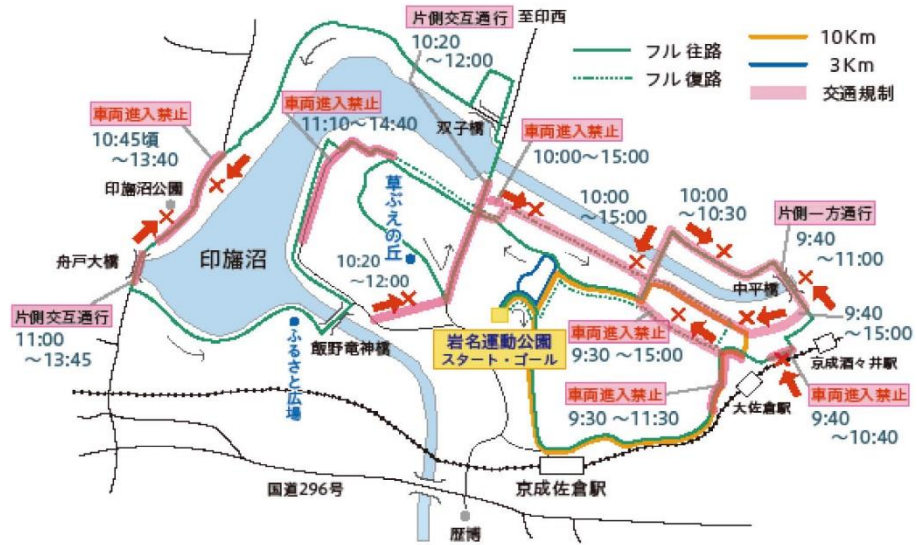 片側交互通行
10:20
～12:00
至印西
フル往路
フル復路
10Km
3Km
交通規制
車両進入禁止
10:45頃
～13:40
印旛沼公園
車両進入禁止
11:10～14:40
双子橋
車両進入禁止
10:00～15:00
草ぶえの丘
10:00
～15:00
10:00
～10:30
片側一方通行
9:40
～11:00
舟戸大橋
印旛沼
中平橋
10:20
～12:00
片側交互通行
11:00
～13:45
飯野竜神橋
ふるさと広場
岩名運動公園
スタート・ゴール
車両進入禁止
9:30～15:00
9:40
～15:00
京成酒々井駅
車両進入禁止
9:30～11:30
大佐倉駅
車両進入禁止
9:40
～10:40
国道296号
京成佐倉駅
歴博